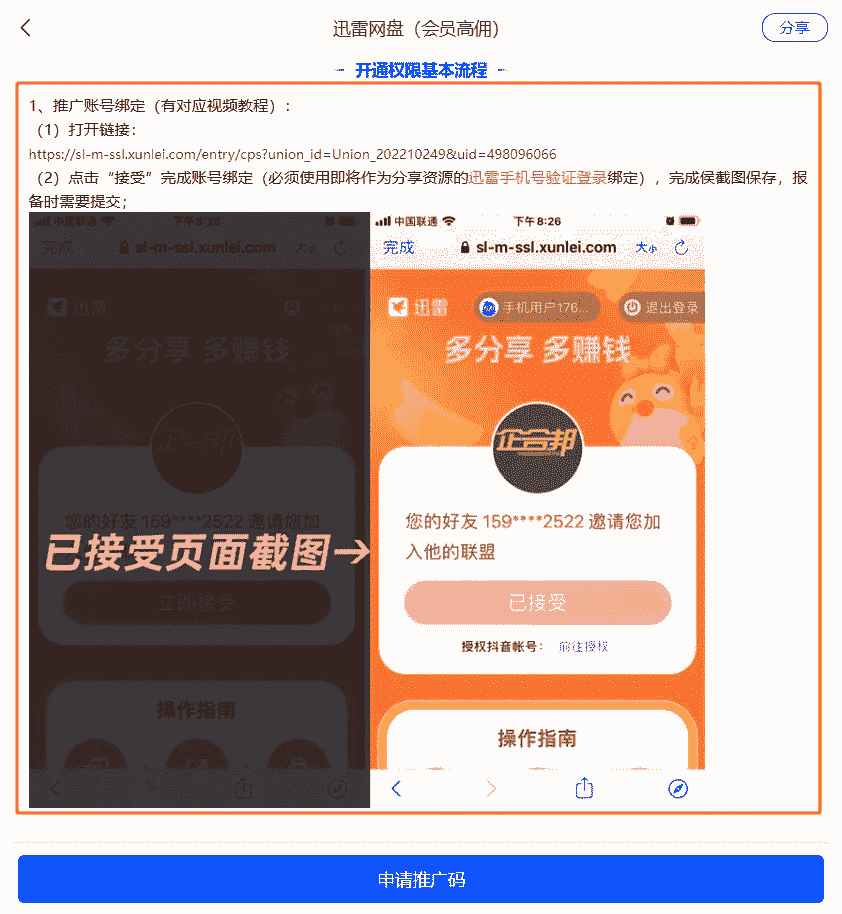 迅雷网盘（会员高佣）
分享
开通权限基本流程
1、推广账号绑定（有对应视频教程）：
（1）打开链接：
https://sl-m-ssl.xunlei.com/entry/cps?union_id=Union_202210249&uid=498096066
（2）点击“接受”完成账号绑定（必须使用即将作为分享资源的迅雷手机号验证登录绑定），完成侯截图保存，报
备时需要提交；
中国联通 下午8:26
完成 sl-m-ssl.xunlei.com 大小
迅雷
多分享 多赚钱
您的好友 159****2522 邀请您加
已接受页面截图→
立即接受
操作指南
中国联通 下午8:26
完成 sl-m-ssl.xunlei.com 大小
迅雷 手机用户176... 退出登录
多分享 多赚钱
企合邦
您的好友 159****2522 邀请您加
入他的联盟
已接受
授权抖音帐号： 前往授权
操作指南
申请推广码